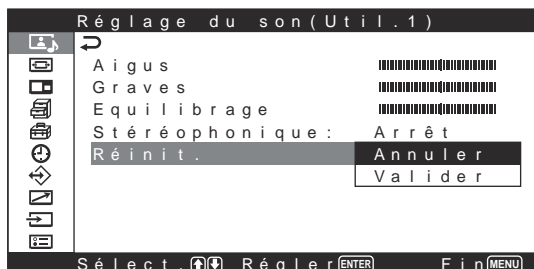 Réglage du son(Util.1)
Aigus
Graves
Equilibrage
Stéréophonique: Arrêt
Réinit. Annuler
Valider
Sélect. Régler ENTER Fin MENU